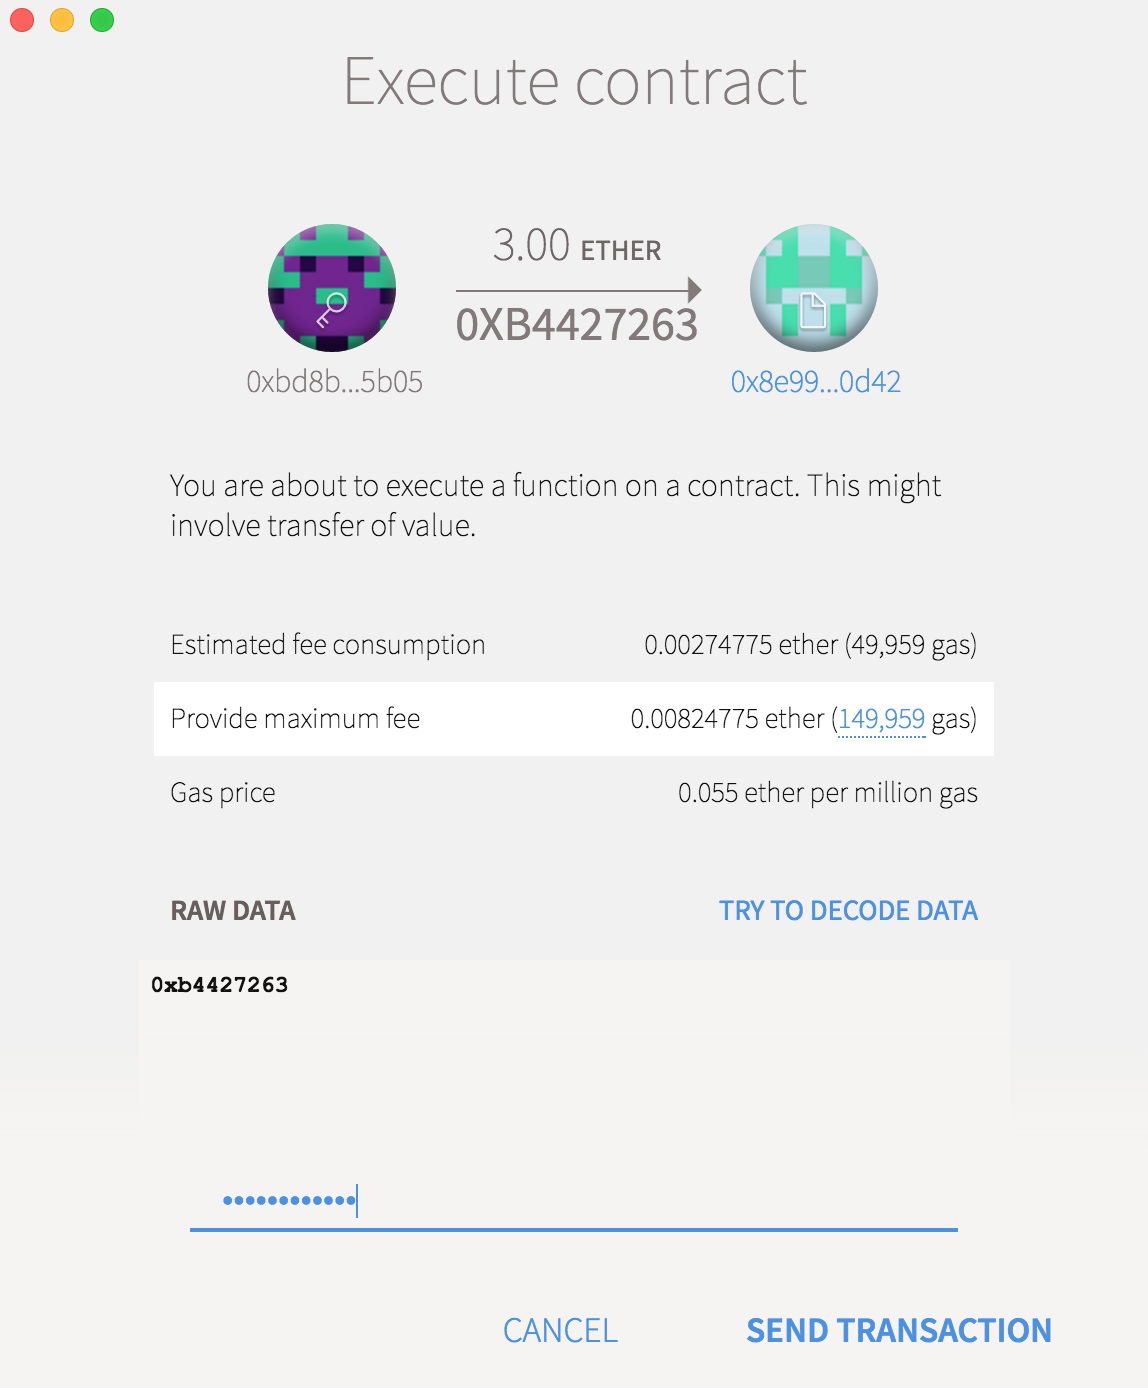 Execute contract
3.00 ETHER
0XB4427263
0xbd8b...5b05
0x8e99...0d42
You are about to execute a function on a contract. This might
involve transfer of value.
Estimated fee consumption 0.00274775 ether (49,959 gas)
Provide maximum fee 0.00824775 ether (149,959 gas)
Gas price 0.055 ether per million gas
RAW DATA TRY TO DECODE DATA
0xb4427263
••••••••••••
CANCEL SEND TRANSACTION